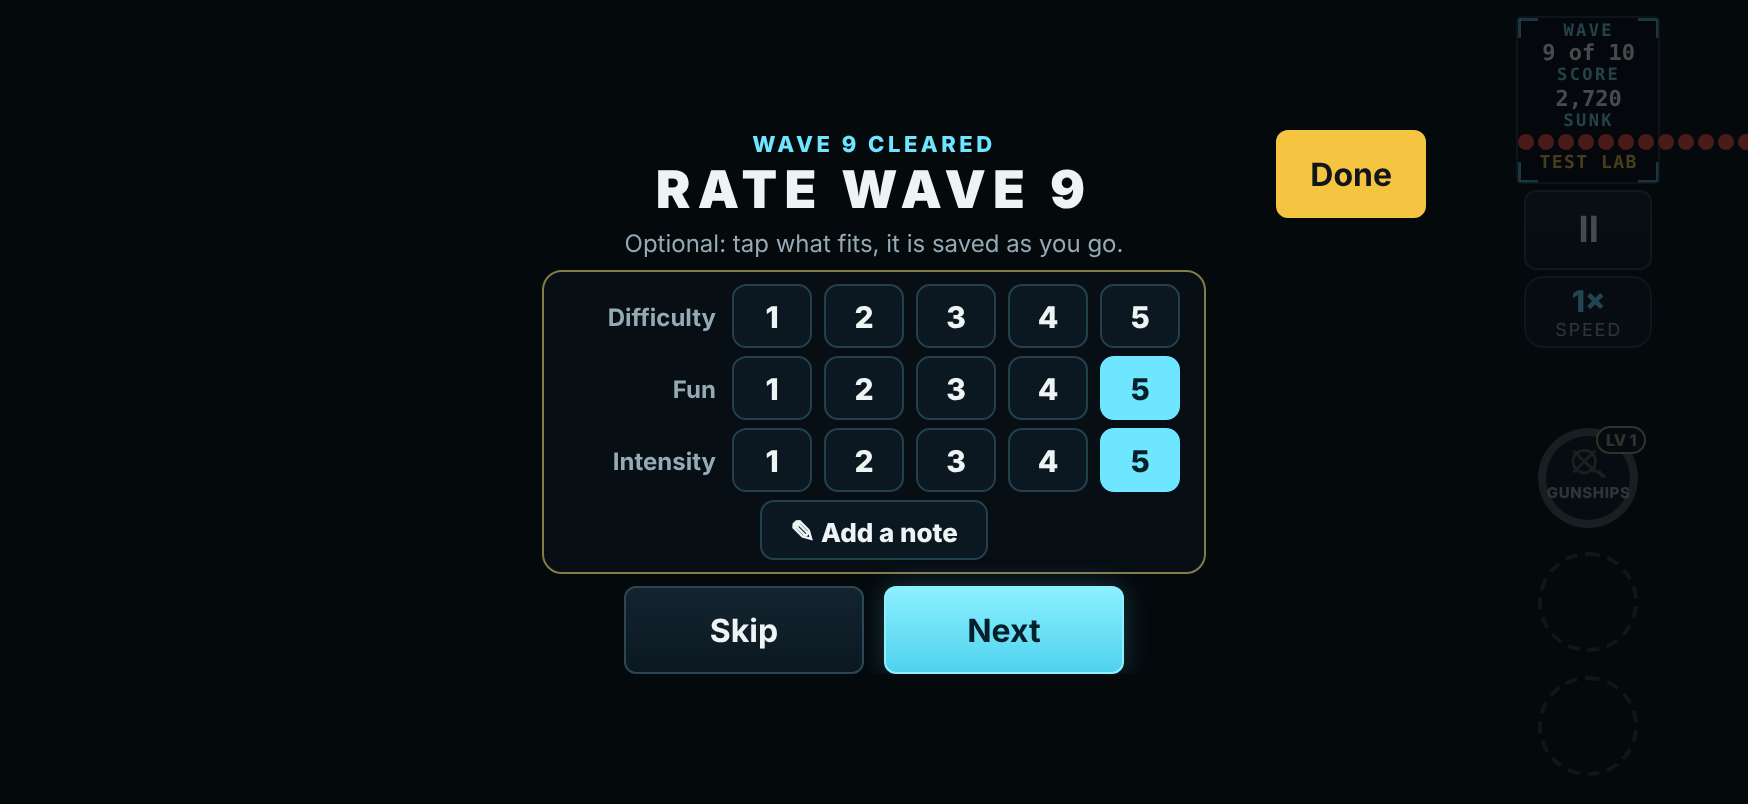 WAVE 9 CLEARED
RATE WAVE 9
Optional: tap what fits, it is saved as you go.
Done
Difficulty 1 2 3 4 5
Fun 1 2 3 4 5
Intensity 1 2 3 4 5
✎ Add a note
Skip Next
WAVE
9 of 10
SCORE
2,720
SUNK
TEST LAB
1×
SPEED
LV 1
GUNSHIPS